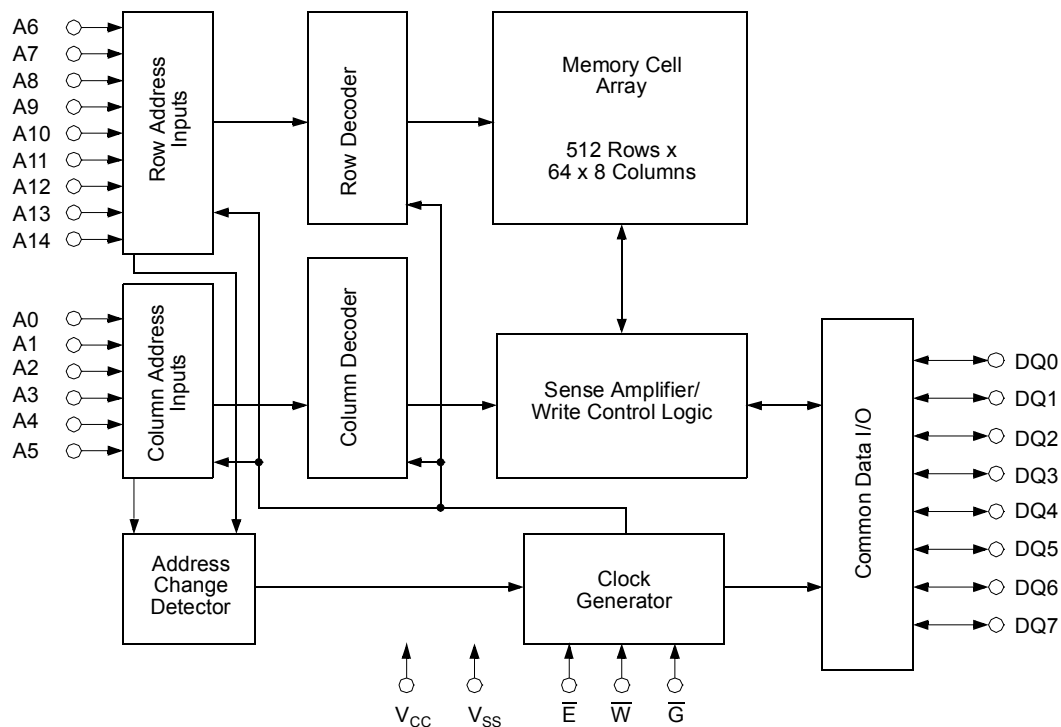 A6
A7
A8
A9
A10
A11
A12
A13
A14
Row Address
Inputs
Row Decoder
Memory Cell
Array
512 Rows x
64 x 8 Columns
A0
A1
A2
A3
A4
A5
Column Address
Inputs
Column Decoder
Sense Amplifier/
Write Control Logic
Common Data I/O
DQ0
DQ1
DQ2
DQ3
DQ4
DQ5
DQ6
DQ7
Address
Change
Detector
Clock
Generator
VCC
VSS
E̅
W̅
G̅